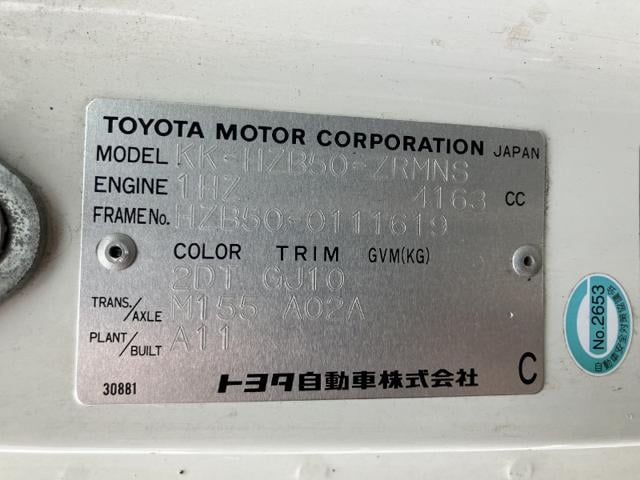 TOYOTA MOTOR CORPORATION JAPAN
MODEL KK-HZB50-ZRMNS
ENGINE 1HZ 4163 CC
FRAME No. HZB50-0111619
COLOR TRIM GVM(KG)
2DT GJ10
TRANS./AXLE M155 A02A
PLANT/BUILT A11
30881 トヨタ自動車株式会社 C
No.2653